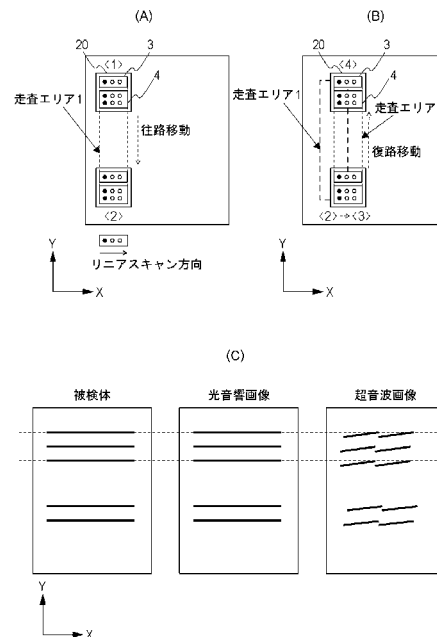 (A)
20
3
〈1〉
4
走査エリア1
往路移動
〈2〉
Y
リニアスキャン方向
X
(B)
20
3
〈4〉
4
走査エリア1
走査エリア
復路移動
〈2〉→〈3〉
Y
X
(C)
被検体
光音響画像
超音波画像
Y
X